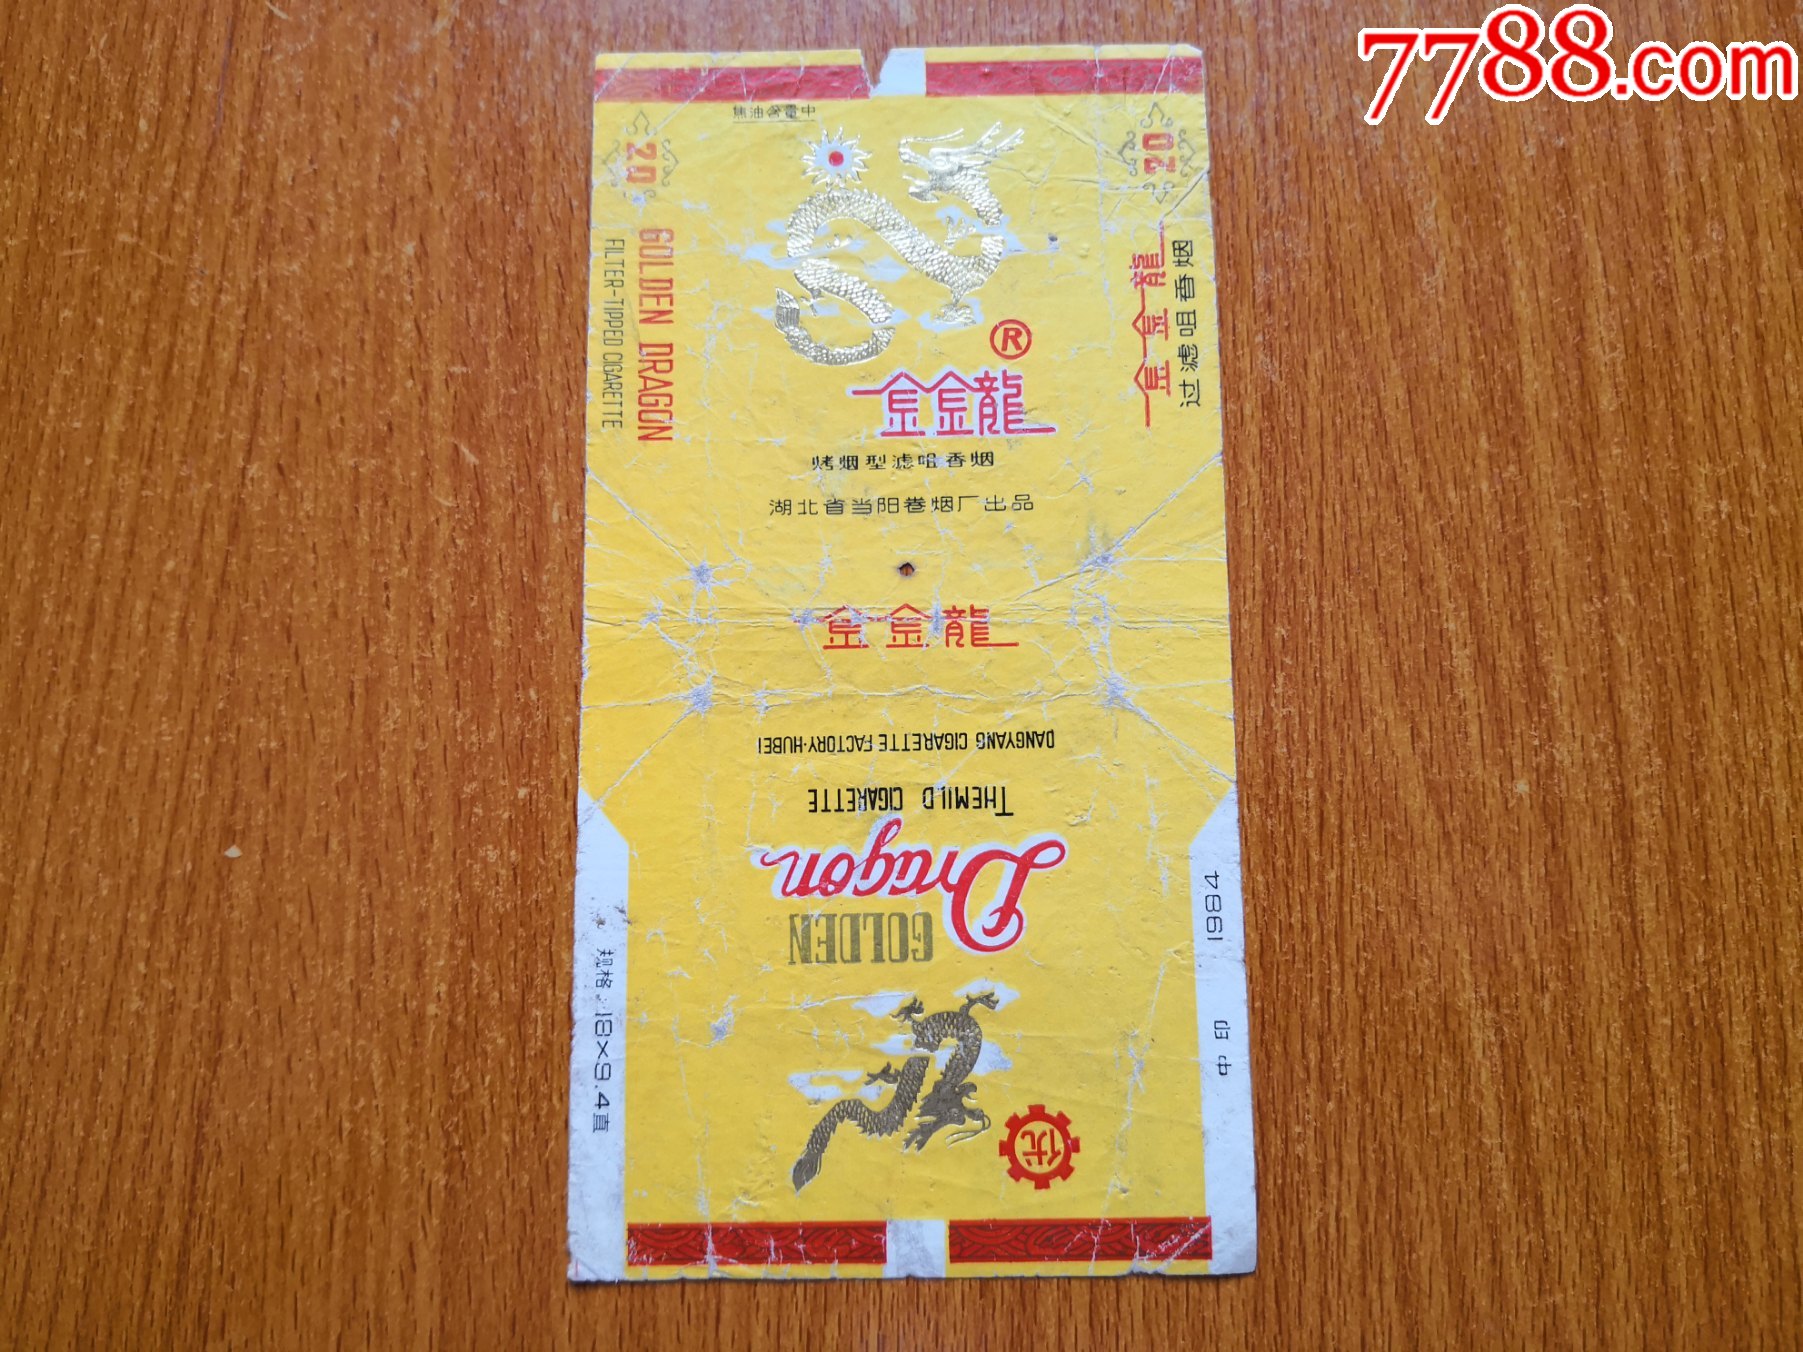 7788.com
焦油含量中
20
GOLDEN DRAGON
FILTER-TIPPED CIGARETTE
20
金金龍
过滤咀香烟
®
金金龍
烤烟型滤咀香烟
湖北省当阳卷烟厂出品
金金龍
DANGYANG CIGARETTE FACTORY·HUBEI
THEMILD CIGARETTE
Dragon
GOLDEN
优
规格:18×9.4直
1984
中印